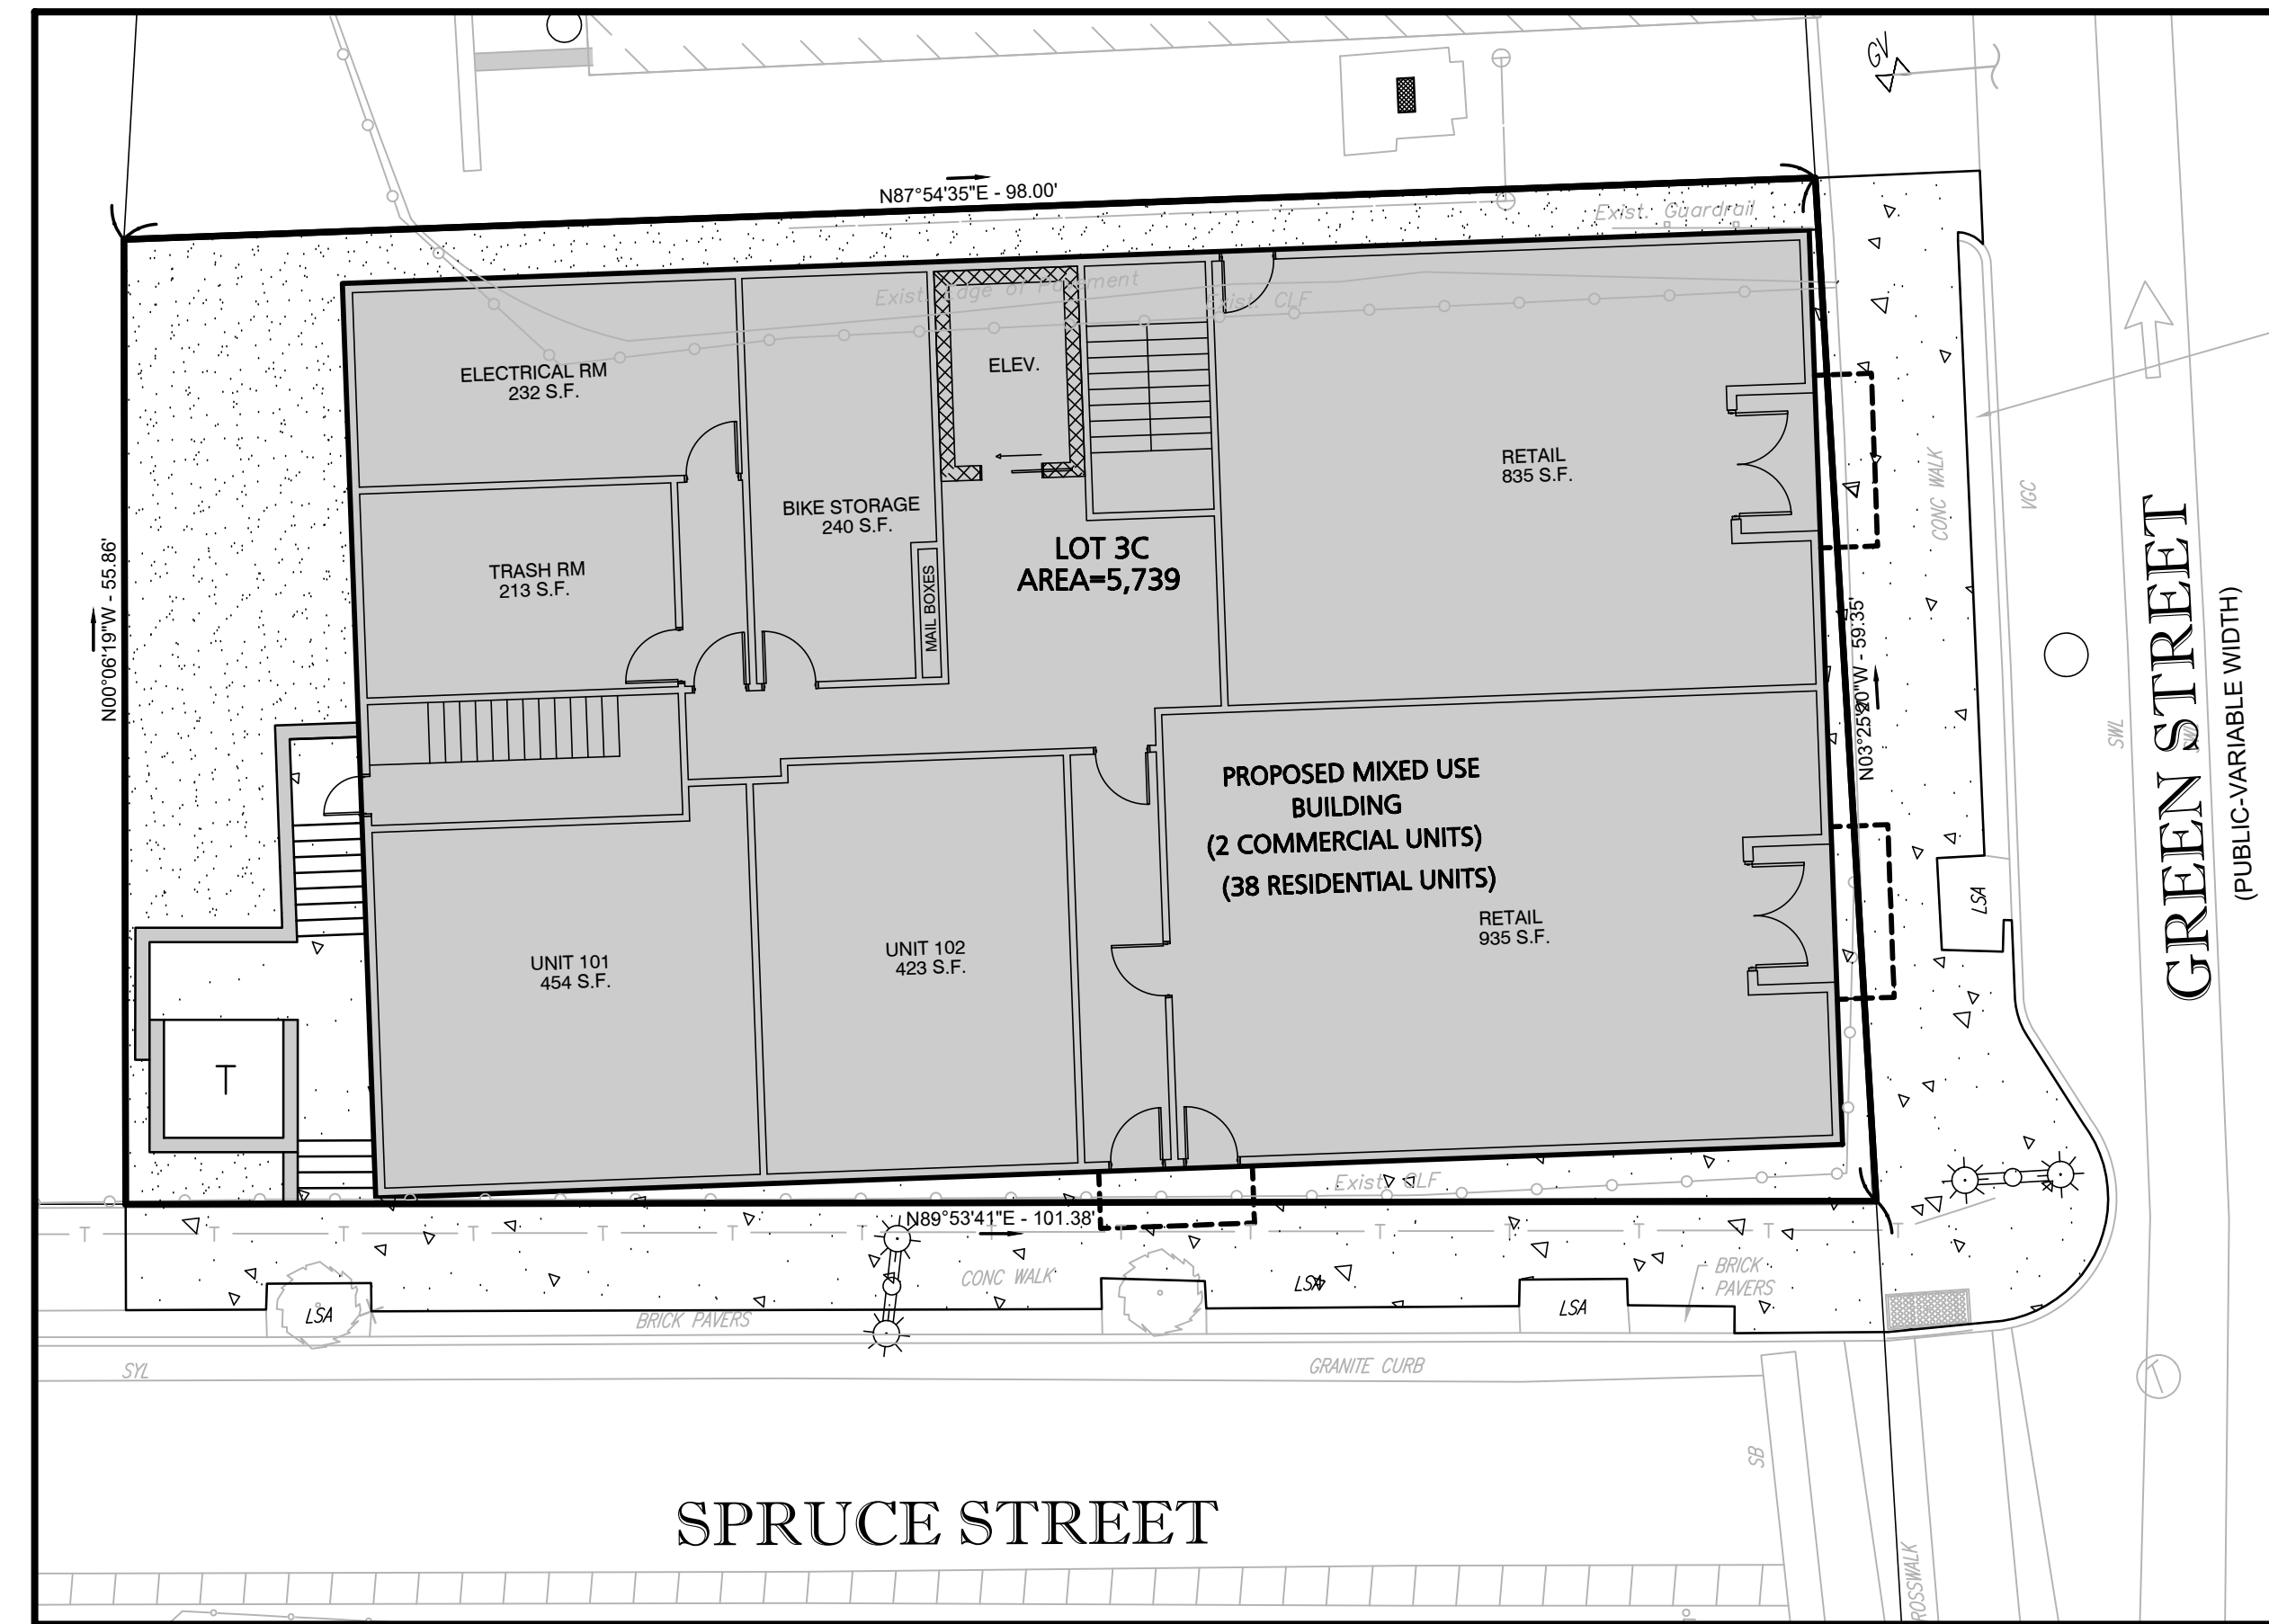 GV
N87°54'35"E - 98.00'
Exist. Guardrail
Exist. Edge of Pavement
Exist. CLF
ELECTRICAL RM
232 S.F.
ELEV.
RETAIL
835 S.F.
CONC WALK
VGC
BIKE STORAGE
240 S.F.
LOT 3C
AREA=5,739
TRASH RM
213 S.F.
MAIL BOXES
N00°06'19"W - 55.86'
N03°25'20"W - 59.35'
GREEN STREET
(PUBLIC-VARIABLE WIDTH)
SWL
PROPOSED MIXED USE
BUILDING
(2 COMMERCIAL UNITS)
(38 RESIDENTIAL UNITS)
RETAIL
935 S.F.
LSA
UNIT 101
454 S.F.
UNIT 102
423 S.F.
T
Exist. CLF
N89°53'41"E - 101.38'
T T T T T T T T T T T T T T T
CONC WALK
LSA
BRICK
PAVERS
LSA
LSA
BRICK PAVERS
SYL
GRANITE CURB
T
SB
SPRUCE STREET